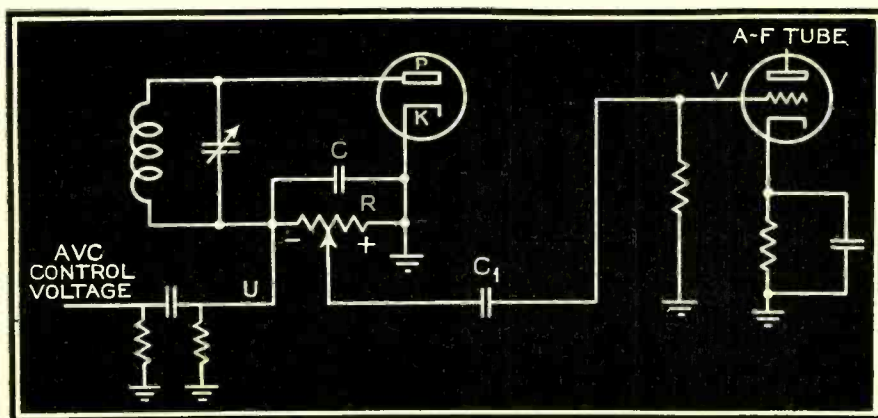 A-F TUBE
P
V
K
C
R
- +
AVC
CONTROL
VOLTAGE
U
C1